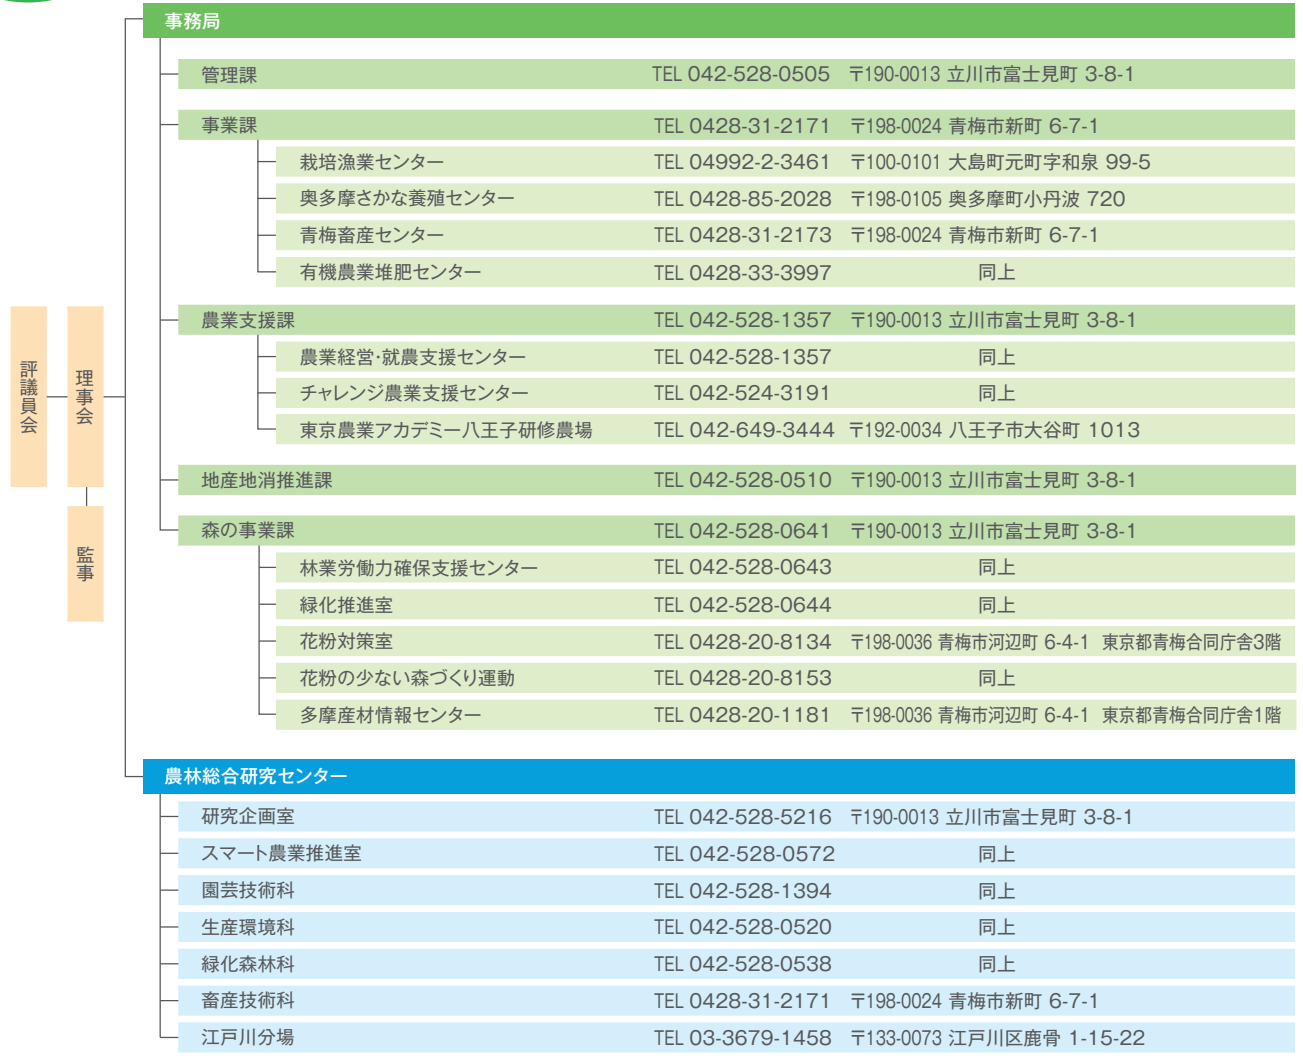 評議員会
理事会
監事
事務局
管理課 TEL 042-528-0505 〒190-0013 立川市富士見町 3-8-1
事業課 TEL 0428-31-2171 〒198-0024 青梅市新町 6-7-1
栽培漁業センター TEL 04992-2-3461 〒100-0101 大島町元町字和泉 99-5
奥多摩さかな養殖センター TEL 0428-85-2028 〒198-0105 奥多摩町小丹波 720
青梅畜産センター TEL 0428-31-2173 〒198-0024 青梅市新町 6-7-1
有機農業堆肥センター TEL 0428-33-3997 同上
農業支援課 TEL 042-528-1357 〒190-0013 立川市富士見町 3-8-1
農業経営・就農支援センター TEL 042-528-1357 同上
チャレンジ農業支援センター TEL 042-524-3191 同上
東京農業アカデミー八王子研修農場 TEL 042-649-3444 〒192-0034 八王子市大谷町 1013
地産地消推進課 TEL 042-528-0510 〒190-0013 立川市富士見町 3-8-1
森の事業課 TEL 042-528-0641 〒190-0013 立川市富士見町 3-8-1
林業労働力確保支援センター TEL 042-528-0643 同上
緑化推進室 TEL 042-528-0644 同上
花粉対策室 TEL 0428-20-8134 〒198-0036 青梅市河辺町 6-4-1 東京都青梅合同庁舎3階
花粉の少ない森づくり運動 TEL 0428-20-8153 同上
多摩産材情報センター TEL 0428-20-1181 〒198-0036 青梅市河辺町 6-4-1 東京都青梅合同庁舎1階
農林総合研究センター
研究企画室 TEL 042-528-5216 〒190-0013 立川市富士見町 3-8-1
スマート農業推進室 TEL 042-528-0572 同上
園芸技術科 TEL 042-528-1394 同上
生産環境科 TEL 042-528-0520 同上
緑化森林科 TEL 042-528-0538 同上
畜産技術科 TEL 0428-31-2171 〒198-0024 青梅市新町 6-7-1
江戸川分場 TEL 03-3679-1458 〒133-0073 江戸川区鹿骨 1-15-22